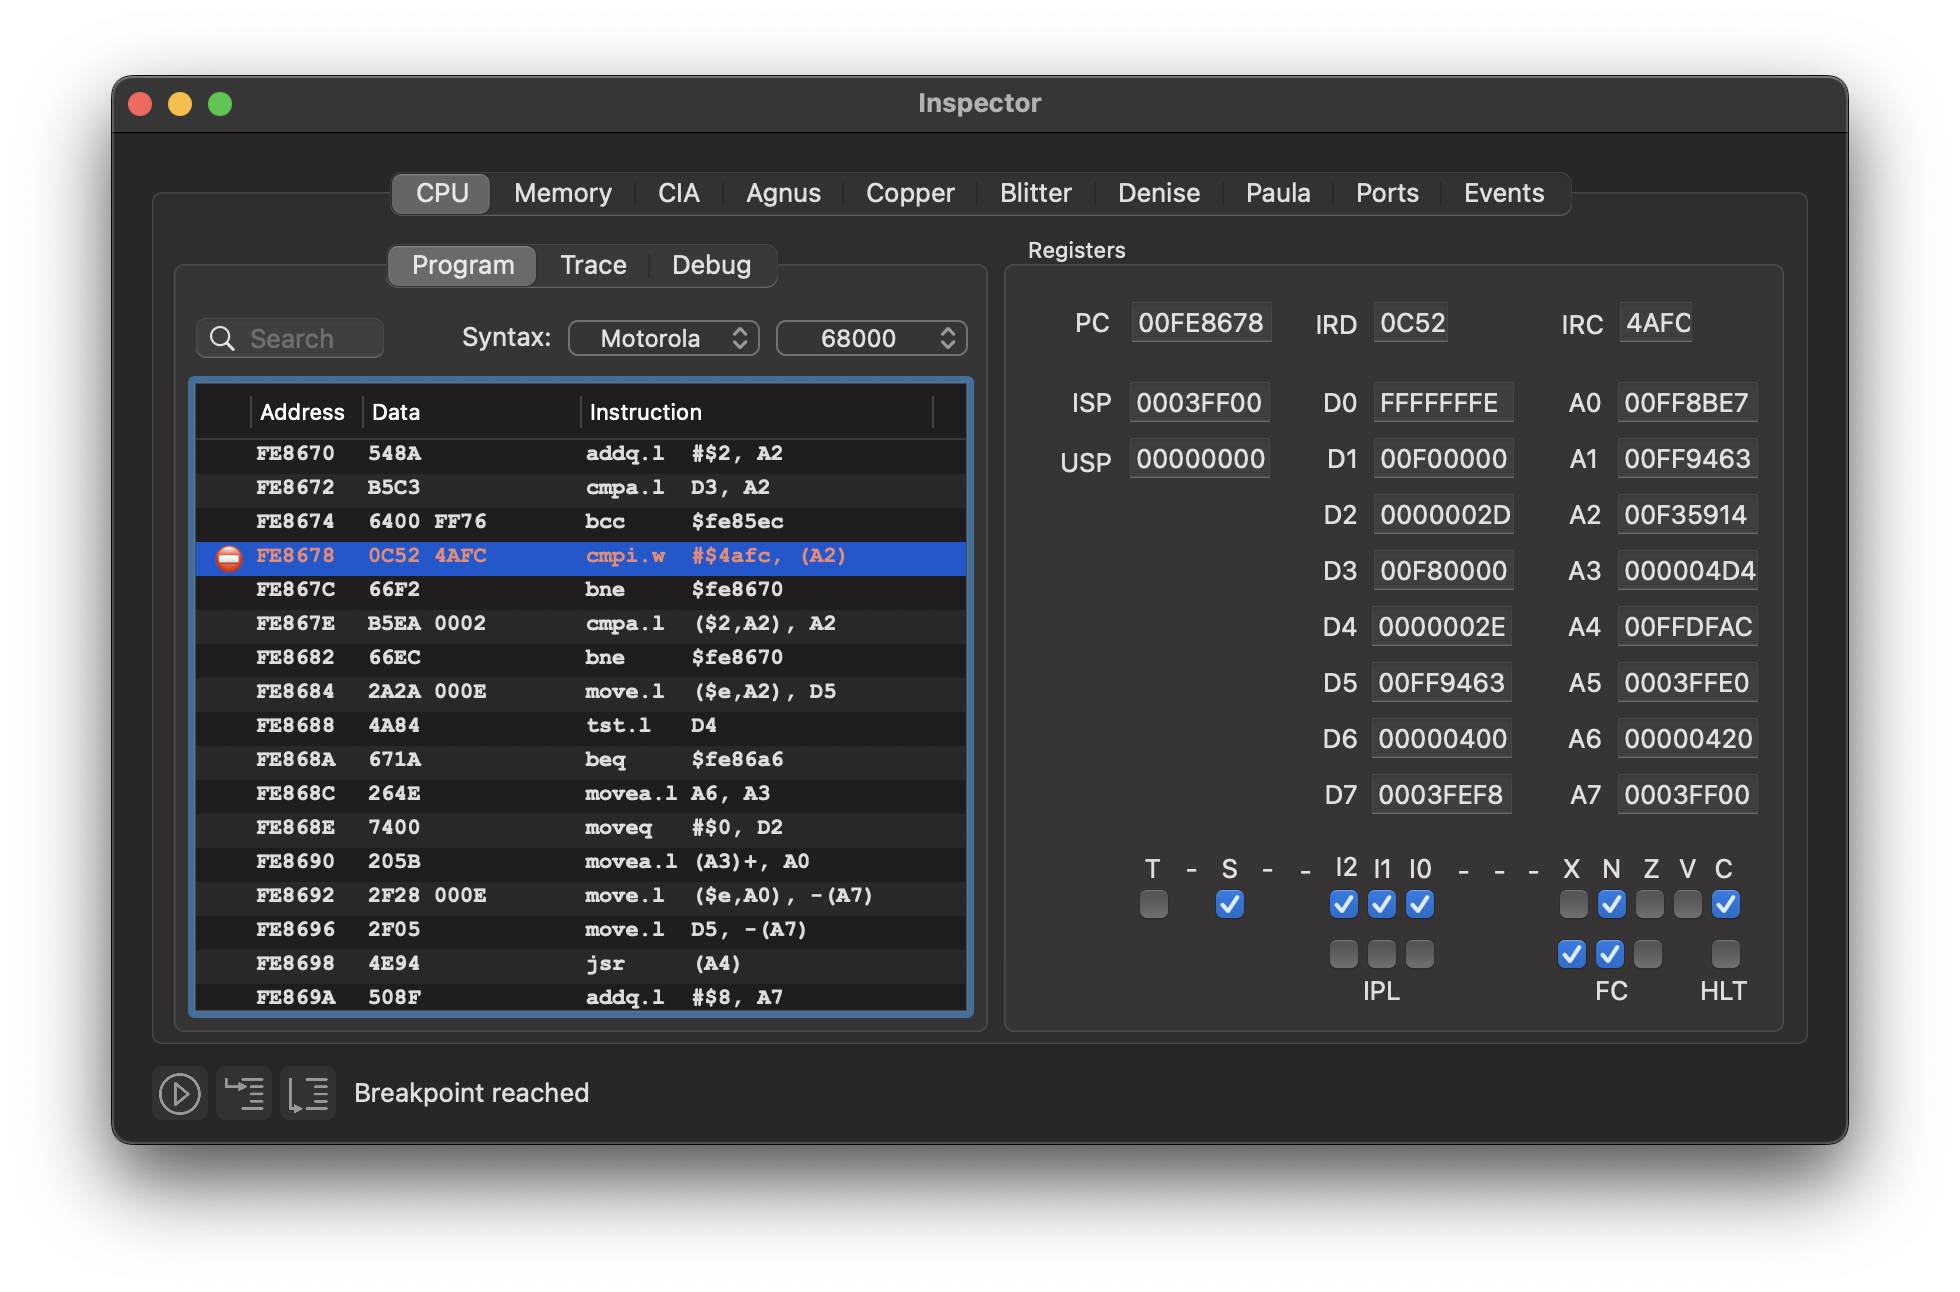 Inspector
CPU Memory CIA Agnus Copper Blitter Denise Paula Ports Events
Program Trace Debug
Search Syntax: Motorola 68000
Address Data Instruction
FE8670 548A addq.l #$2, A2
FE8672 B5C3 cmpa.l D3, A2
FE8674 6400 FF76 bcc $fe85ec
FE8678 0C52 4AFC cmpi.w #$4afc, (A2)
FE867C 66F2 bne $fe8670
FE867E B5EA 0002 cmpa.l ($2,A2), A2
FE8682 66EC bne $fe8670
FE8684 2A2A 000E move.l ($e,A2), D5
FE8688 4A84 tst.l D4
FE868A 671A beq $fe86a6
FE868C 264E movea.l A6, A3
FE868E 7400 moveq #$0, D2
FE8690 205B movea.l (A3)+, A0
FE8692 2F28 000E move.l ($e,A0), -(A7)
FE8696 2F05 move.l D5, -(A7)
FE8698 4E94 jsr (A4)
FE869A 508F addq.l #$8, A7
Registers
PC 00FE8678 IRD 0C52 IRC 4AFC
ISP 0003FF00 D0 FFFFFFFE A0 00FF8BE7
USP 00000000 D1 00F00000 A1 00FF9463
D2 0000002D A2 00F35914
D3 00F80000 A3 000004D4
D4 0000002E A4 00FFDFAC
D5 00FF9463 A5 0003FFE0
D6 00000400 A6 00000420
D7 0003FEF8 A7 0003FF00
T - S - - I2 I1 I0 - - - X N Z V C
IPL FC HLT
Breakpoint reached